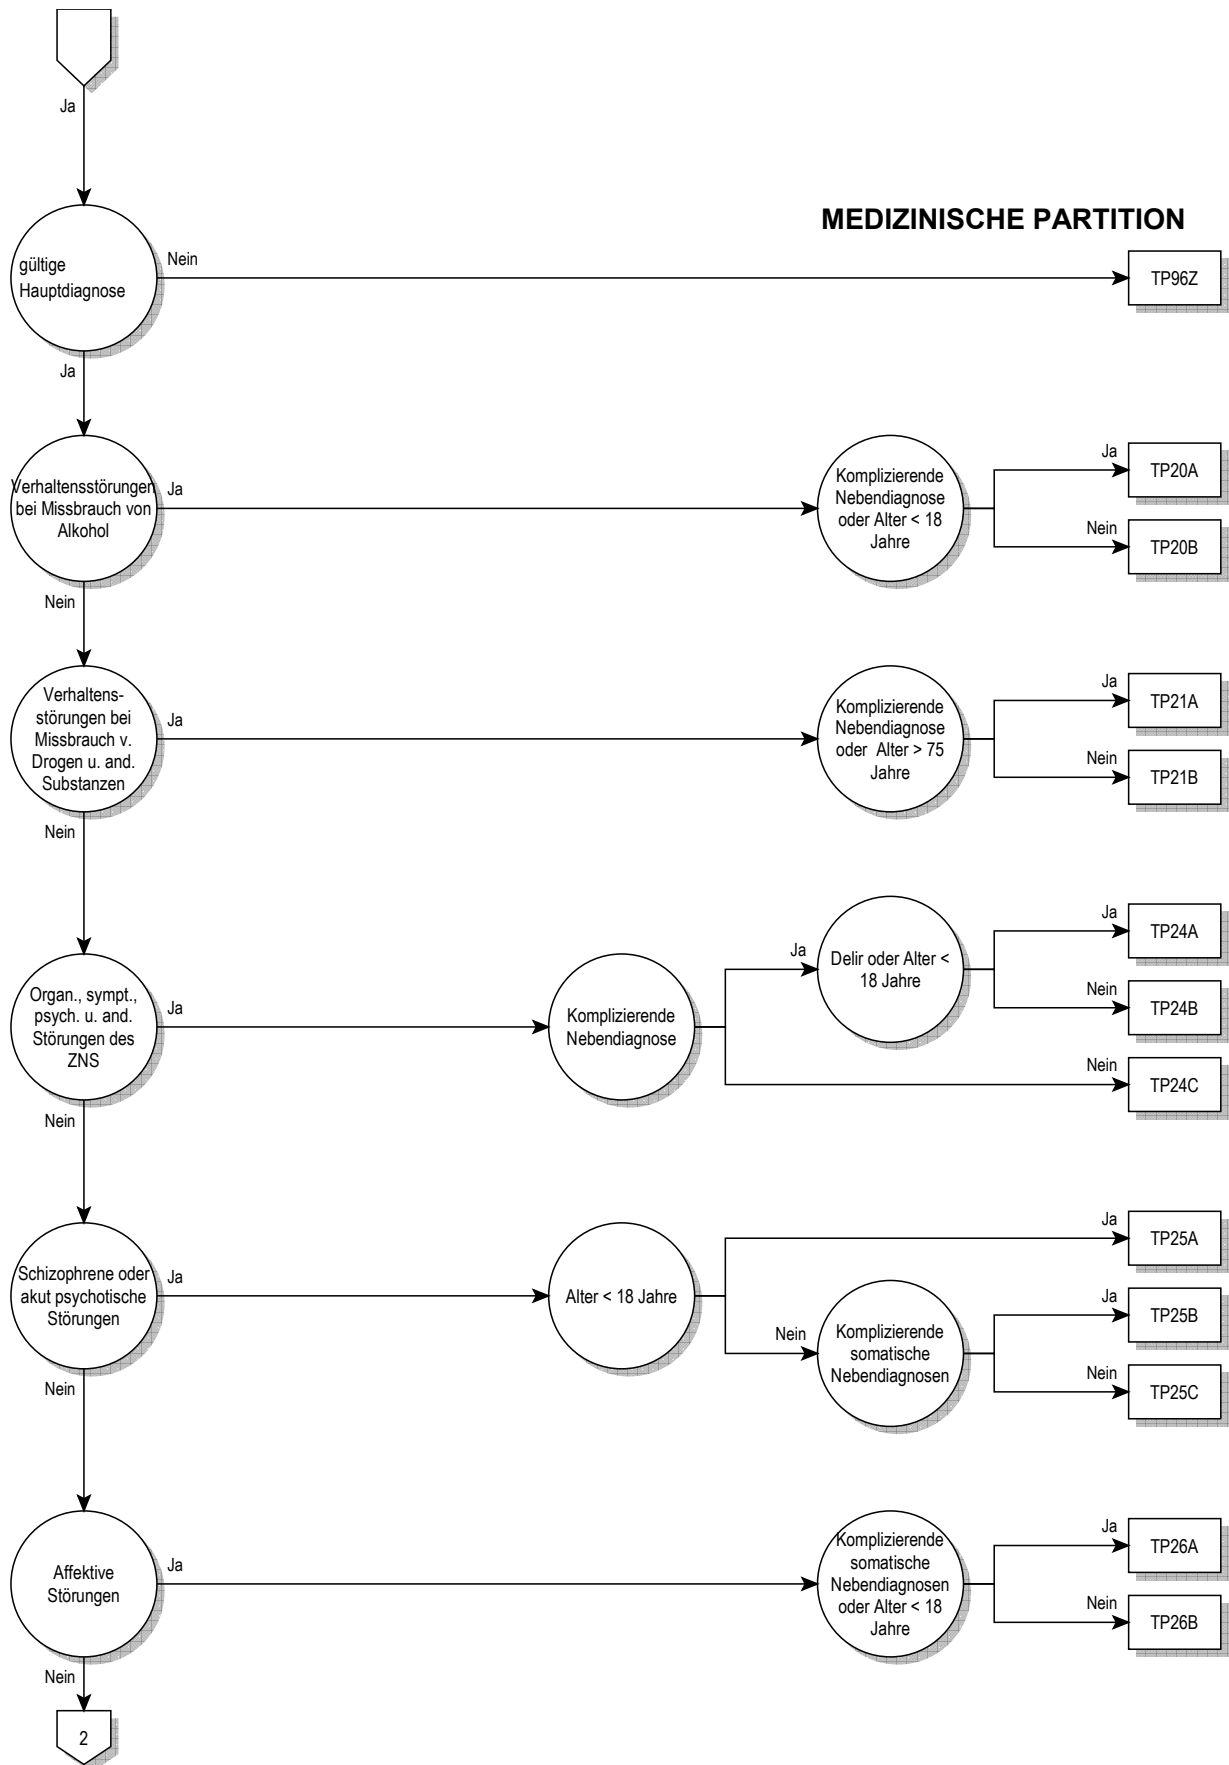 Ja
MEDIZINISCHE PARTITION
gültige
Hauptdiagnose
Nein
TP96Z
Ja
Verhaltensstörungen
bei Missbrauch von
Alkohol
Ja
Komplizierende
Nebendiagnose
oder Alter < 18
Jahre
Ja
TP20A
Nein
TP20B
Nein
Verhaltens-
störungen bei
Missbrauch v.
Drogen u. and.
Substanzen
Ja
Komplizierende
Nebendiagnose
oder Alter > 75
Jahre
Ja
TP21A
Nein
TP21B
Nein
Organ., sympt.,
psych. u. and.
Störungen des
ZNS
Ja
Komplizierende
Nebendiagnose
Ja
Delir oder Alter <
18 Jahre
Ja
TP24A
Nein
TP24B
Nein
TP24C
Nein
Schizophrene oder
akut psychotische
Störungen
Ja
Alter < 18 Jahre
Ja
TP25A
Nein
Komplizierende
somatische
Nebendiagnosen
Ja
TP25B
Nein
TP25C
Nein
Affektive
Störungen
Ja
Komplizierende
somatische
Nebendiagnosen
oder Alter < 18
Jahre
Ja
TP26A
Nein
TP26B
Nein
2